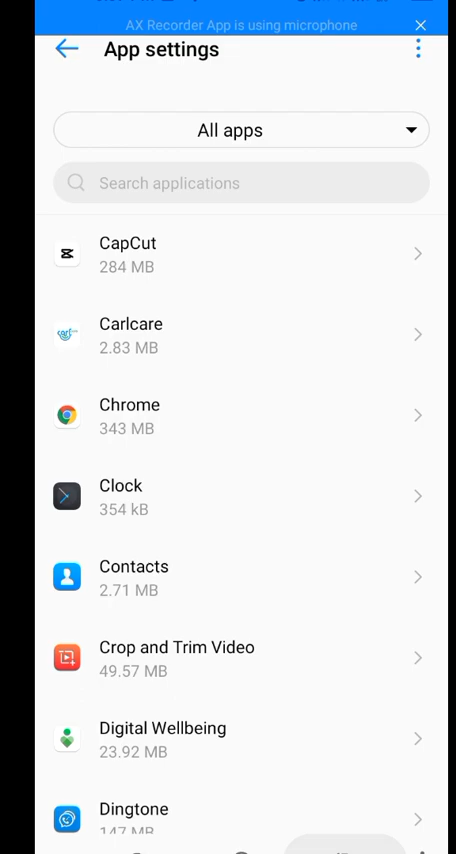 AX Recorder App is using microphone
App settings
All apps
Search applications
CapCut
284 MB
Carlcare
2.83 MB
Chrome
343 MB
Clock
354 kB
Contacts
2.71 MB
Crop and Trim Video
49.57 MB
Digital Wellbeing
23.92 MB
Dingtone
147 MB